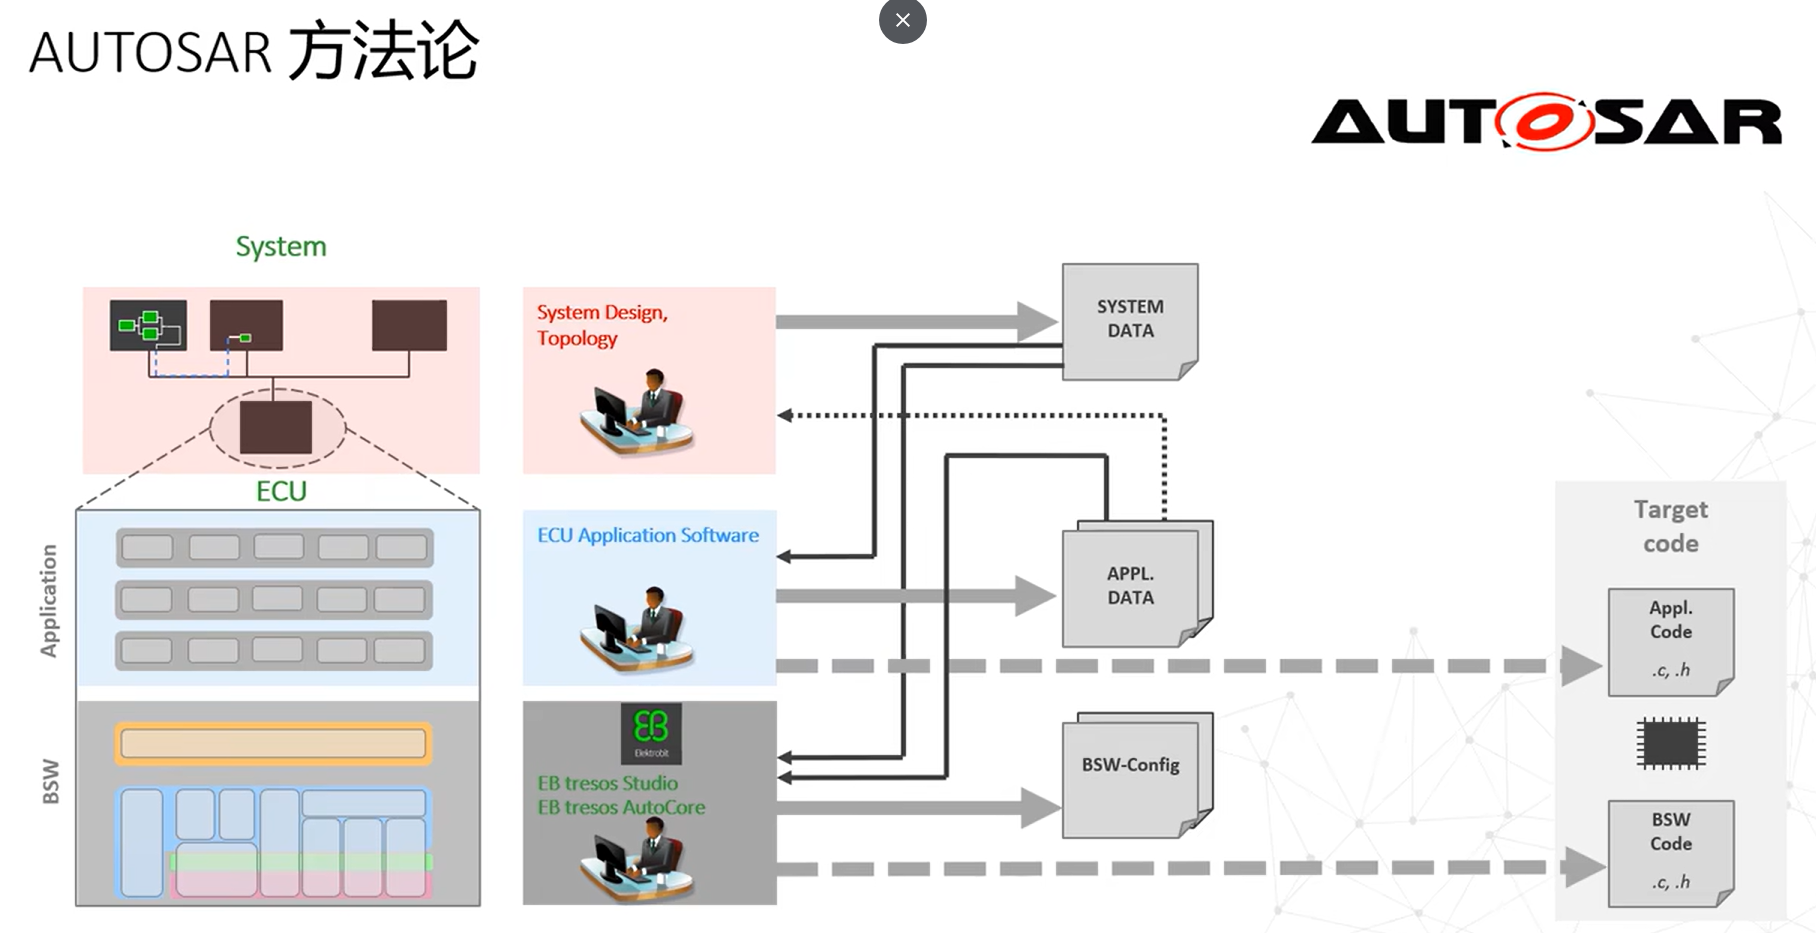 AUTOSAR 方法论
AUTOSAR
System
System Design,
Topology
SYSTEM
DATA
ECU
Application
ECU Application Software
APPL.
DATA
Target
code
Appl.
Code
.c, .h
BSW
EB
Elektrobit
EB tresos Studio
EB tresos AutoCore
BSW-Config
BSW
Code
.c, .h